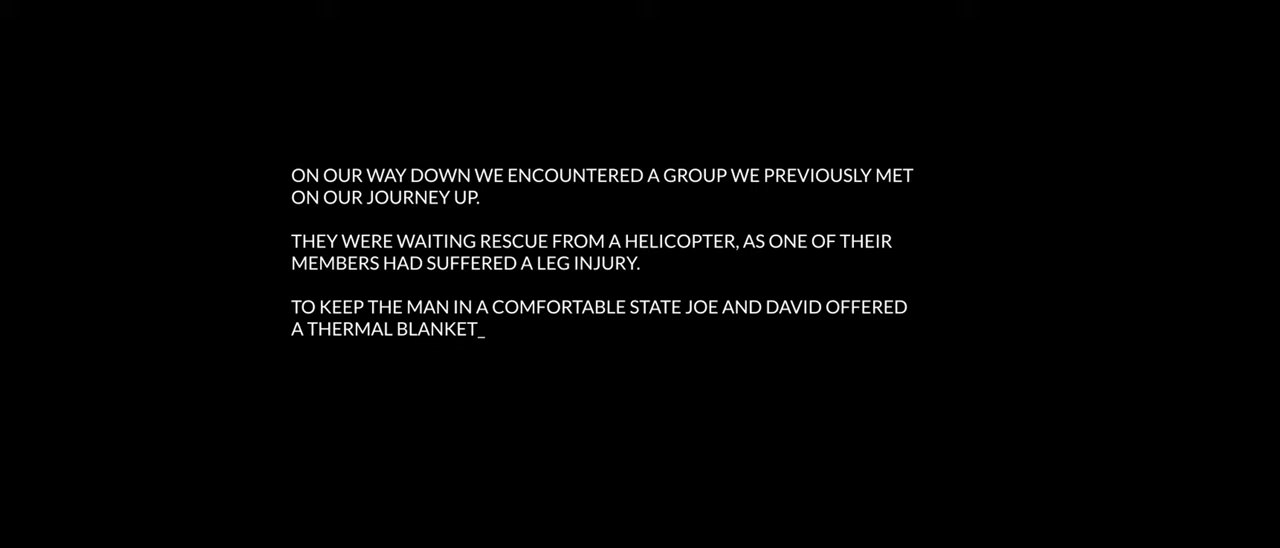 ON OUR WAY DOWN WE ENCOUNTERED A GROUP WE PREVIOUSLY MET
ON OUR JOURNEY UP.
THEY WERE WAITING RESCUE FROM A HELICOPTER, AS ONE OF THEIR
MEMBERS HAD SUFFERED A LEG INJURY.
TO KEEP THE MAN IN A COMFORTABLE STATE JOE AND DAVID OFFERED
A THERMAL BLANKET_